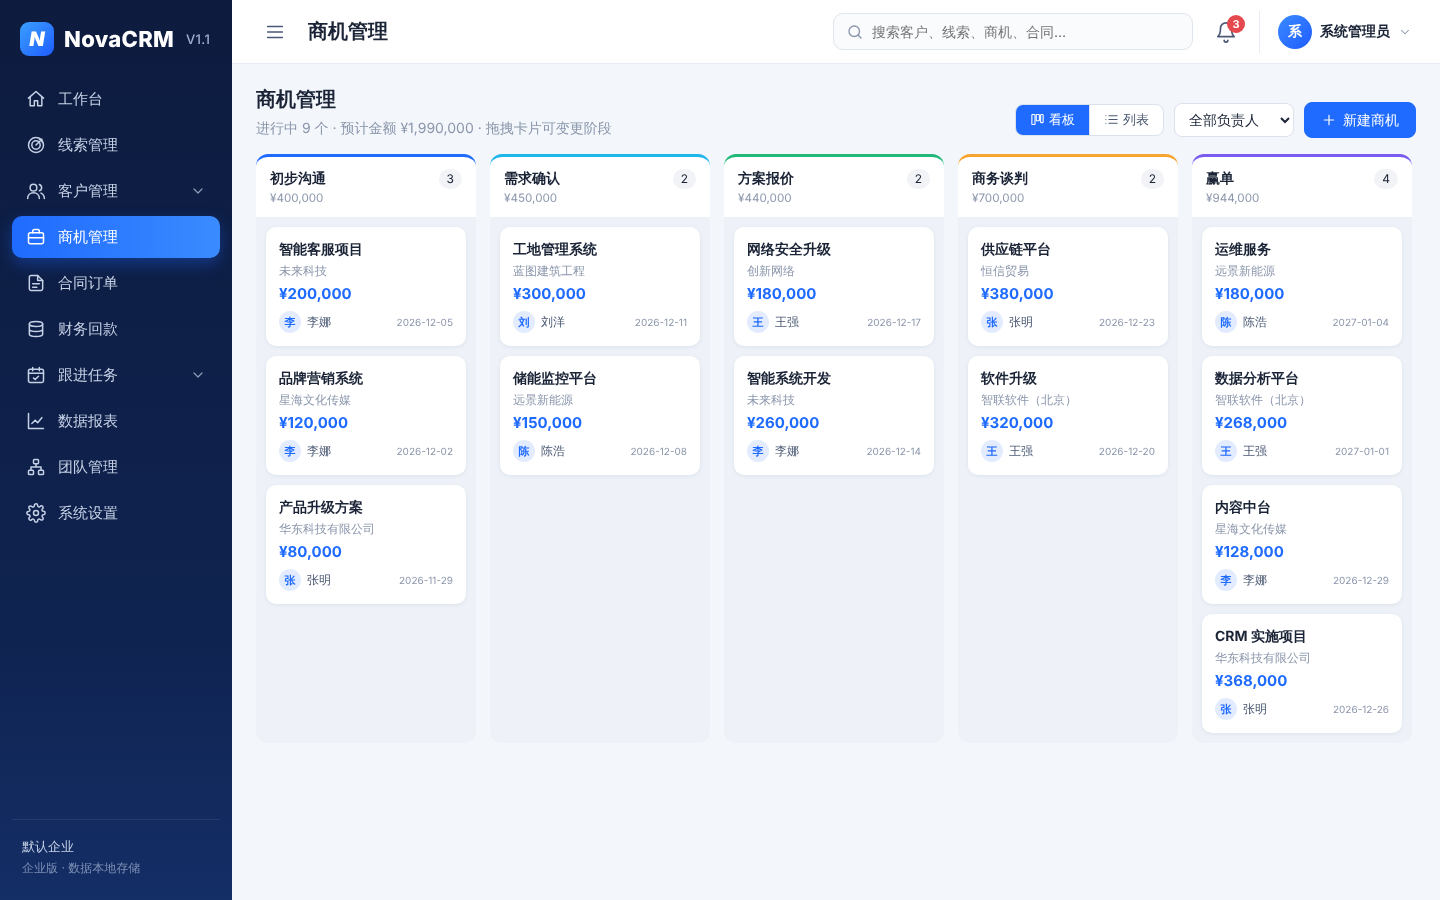 N NovaCRM V1.1
工作台
线索管理
客户管理
商机管理
合同订单
财务回款
跟进任务
数据报表
团队管理
系统设置
默认企业
企业版 · 数据本地存储
商机管理
搜索客户、线索、商机、合同...
3
系 系统管理员
商机管理
进行中 9 个 · 预计金额 ¥1,990,000 · 拖拽卡片可变更阶段
看板
列表
全部负责人
新建商机
初步沟通 3
¥400,000
智能客服项目
未来科技
¥200,000
李 李娜 2026-12-05
品牌营销系统
星海文化传媒
¥120,000
李 李娜 2026-12-02
产品升级方案
华东科技有限公司
¥80,000
张 张明 2026-11-29
需求确认 2
¥450,000
工地管理系统
蓝图建筑工程
¥300,000
刘 刘洋 2026-12-11
储能监控平台
远景新能源
¥150,000
陈 陈浩 2026-12-08
方案报价 2
¥440,000
网络安全升级
创新网络
¥180,000
王 王强 2026-12-17
智能系统开发
未来科技
¥260,000
李 李娜 2026-12-14
商务谈判 2
¥700,000
供应链平台
恒信贸易
¥380,000
张 张明 2026-12-23
软件升级
智联软件（北京）
¥320,000
王 王强 2026-12-20
赢单 4
¥944,000
运维服务
远景新能源
¥180,000
陈 陈浩 2027-01-04
数据分析平台
智联软件（北京）
¥268,000
王 王强 2027-01-01
内容中台
星海文化传媒
¥128,000
李 李娜 2026-12-29
CRM 实施项目
华东科技有限公司
¥368,000
张 张明 2026-12-26